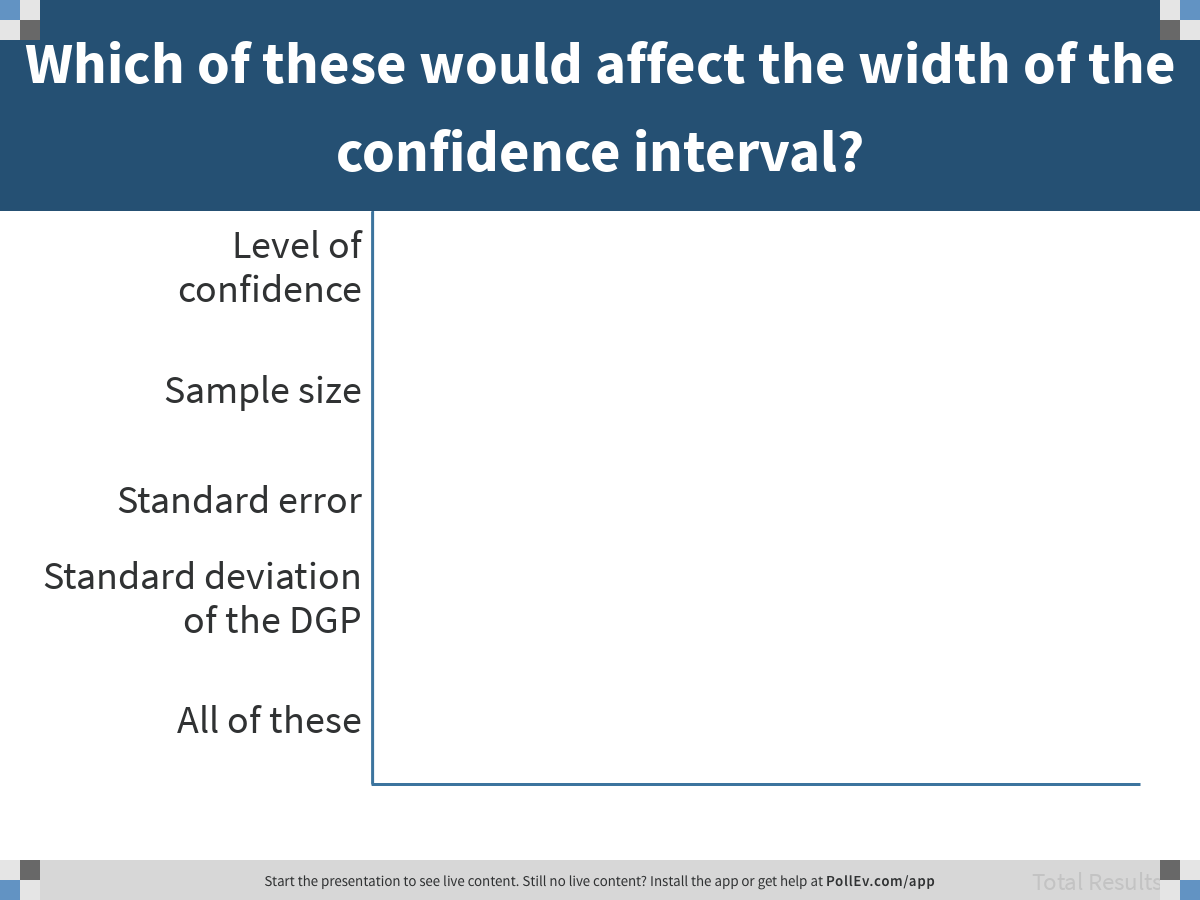 Which of these would affect the width of the
confidence interval?
Level of
confidence
Sample size
Standard error
Standard deviation
of the DGP
All of these
Start the presentation to see live content. Still no live content? Install the app or get help at PollEv.com/app
Total Results